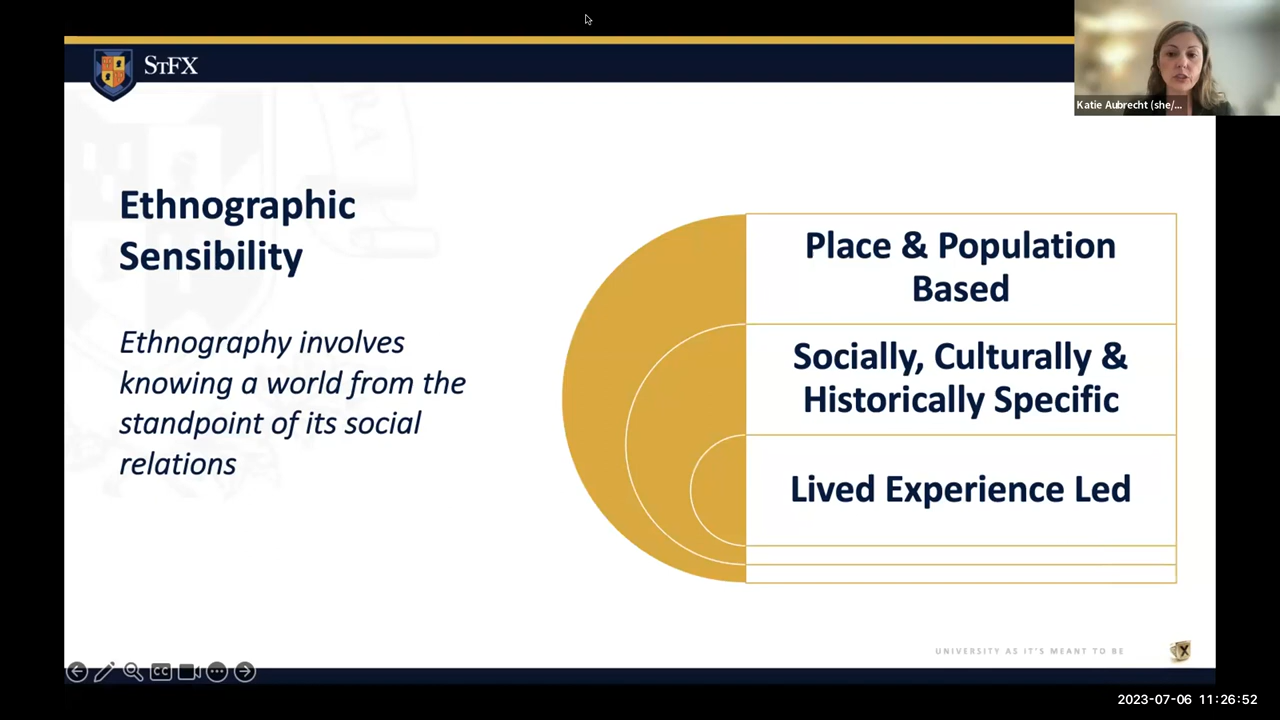 STFX
Katie Aubrecht (she/...
Ethnographic
Sensibility
Ethnography involves
knowing a world from the
standpoint of its social
relations
Place & Population
Based
Socially, Culturally &
Historically Specific
Lived Experience Led
UNIVERSITY AS IT'S MEANT TO BE
X
CC
2023-07-06 11:26:52